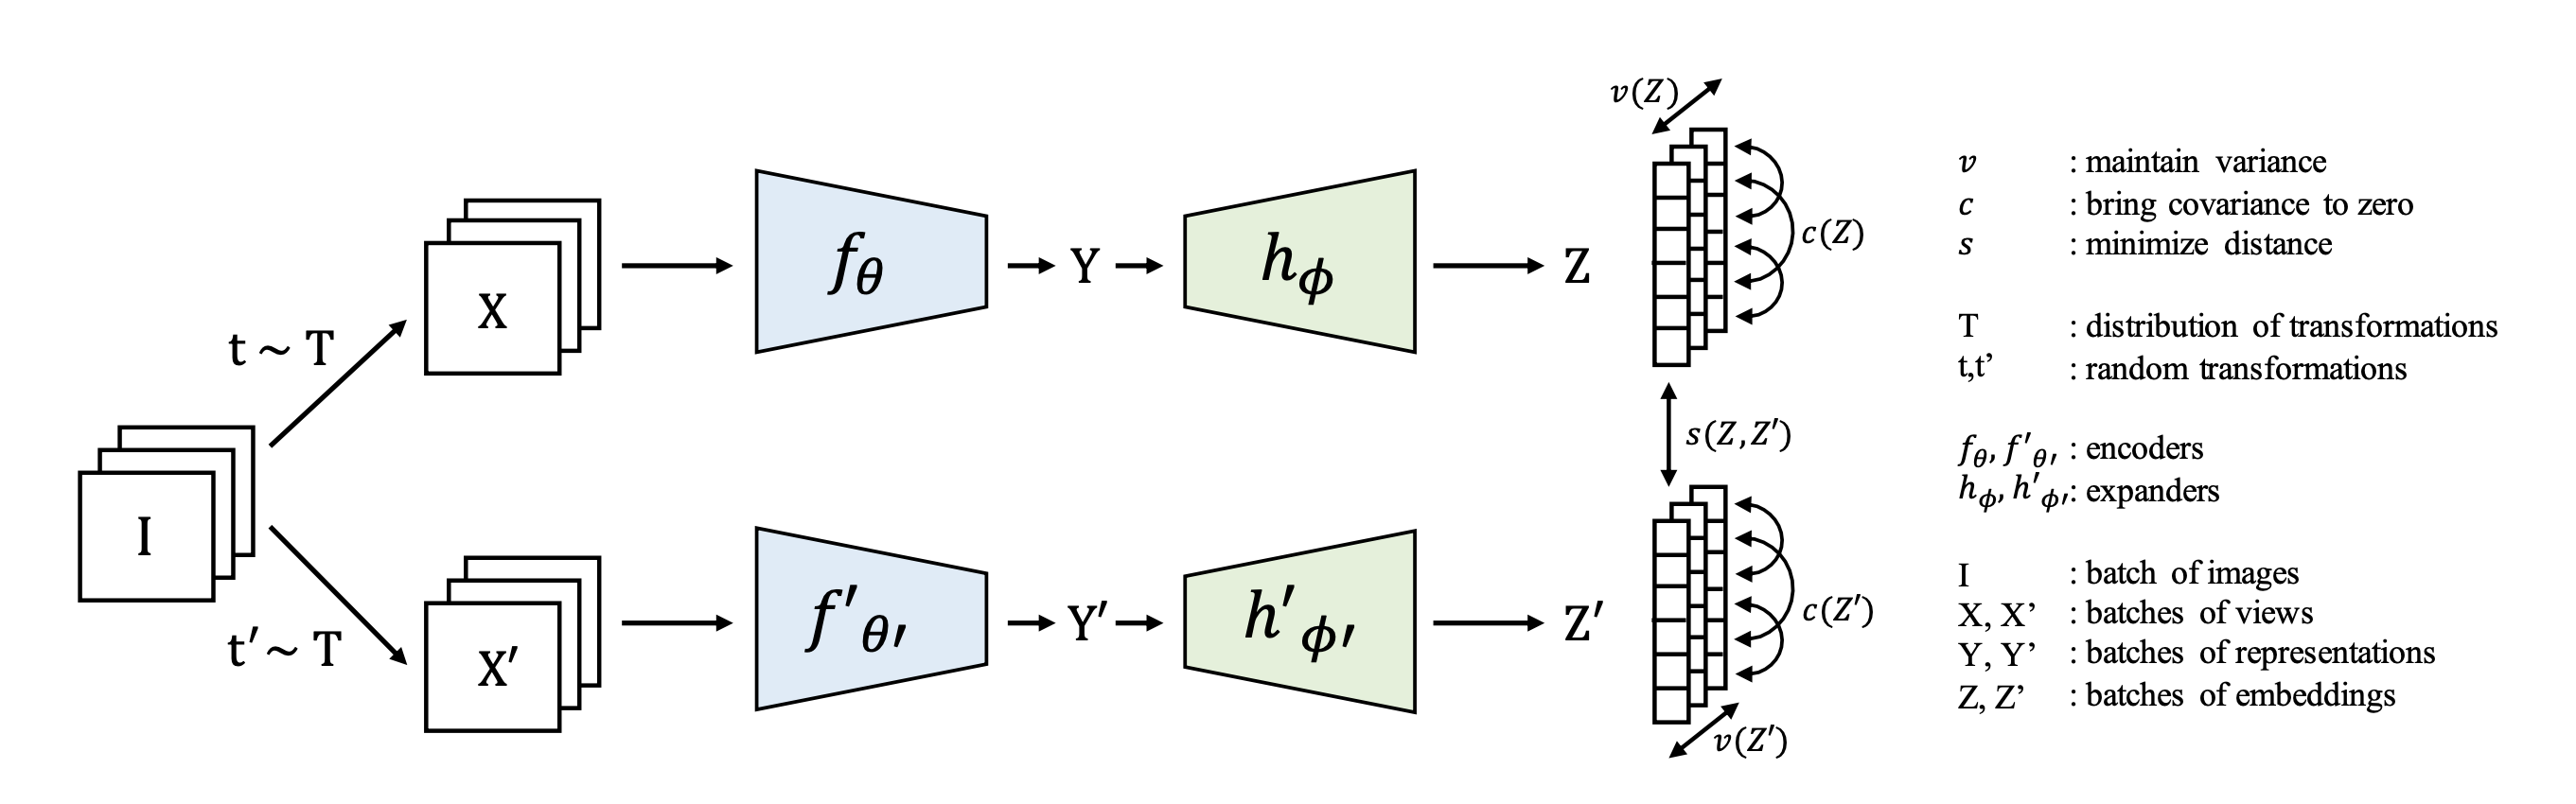 I
t ~ T
t′~ T
X
X′
fθ
f′θ′
Y
Y′
hϕ
h′ϕ′
Z
Z′
v(Z)
c(Z)
s(Z, Z′)
c(Z′)
v(Z′)
v : maintain variance
c : bring covariance to zero
s : minimize distance
T : distribution of transformations
t,t’ : random transformations
fθ, f′θ′ : encoders
hϕ, h′ϕ′ : expanders
I : batch of images
X, X’ : batches of views
Y, Y’ : batches of representations
Z, Z’ : batches of embeddings